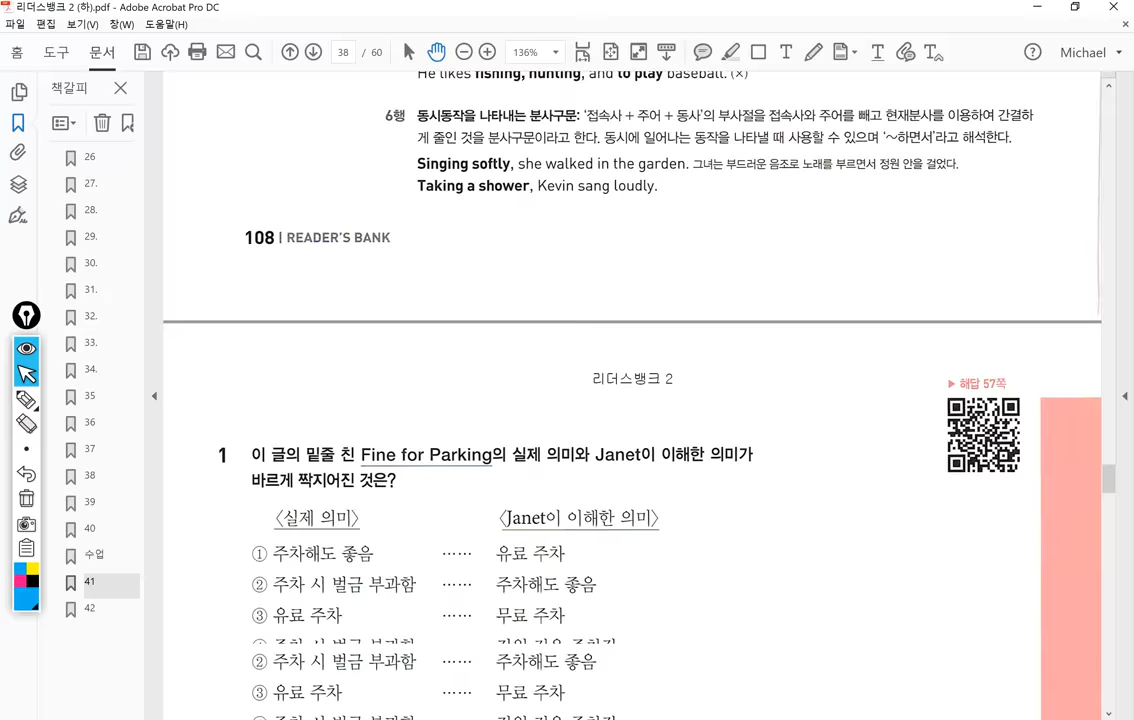 리더스뱅크 2 (하).pdf - Adobe Acrobat Pro DC
파일 편집 보기(V) 창(W) 도움말(H)
홈 도구 문서 38 / 60 136% Michael
책갈피
26
27.
28.
29.
30.
31.
32.
33.
34.
35
36
37
38
39
40
수업
41
42
He likes fishing, hunting, and to play baseball. (×)
6행 동시동작을 나타내는 분사구문: '접속사 + 주어 + 동사'의 부사절을 접속사와 주어를 빼고 현재분사를 이용하여 간결하
게 줄인 것을 분사구문이라고 한다. 동시에 일어나는 동작을 나타낼 때 사용할 수 있으며 '~하면서'라고 해석한다.
Singing softly, she walked in the garden. 그녀는 부드러운 음조로 노래를 부르면서 정원 안을 걸었다.
Taking a shower, Kevin sang loudly.
108 | READER'S BANK
리더스뱅크 2
▶ 해답 57쪽
1 이 글의 밑줄 친 Fine for Parking의 실제 의미와 Janet이 이해한 의미가
바르게 짝지어진 것은?
〈실제 의미〉 〈Janet이 이해한 의미〉
① 주차해도 좋음 …… 유료 주차
② 주차 시 벌금 부과함 …… 주차해도 좋음
③ 유료 주차 …… 무료 주차
② 주차 시 벌금 부과함 …… 주차해도 좋음
③ 유료 주차 …… 무료 주차